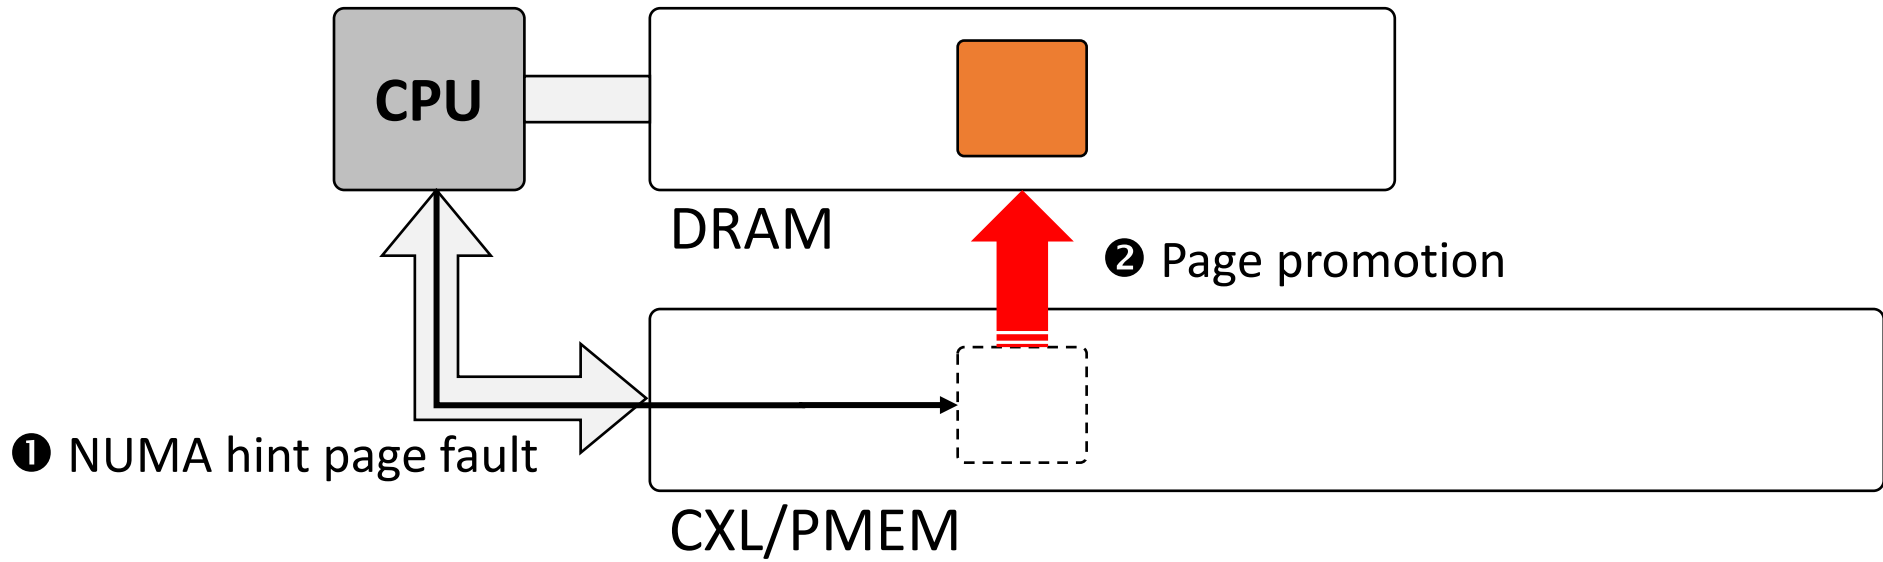 CPU
DRAM
❷ Page promotion
❶ NUMA hint page fault
CXL/PMEM